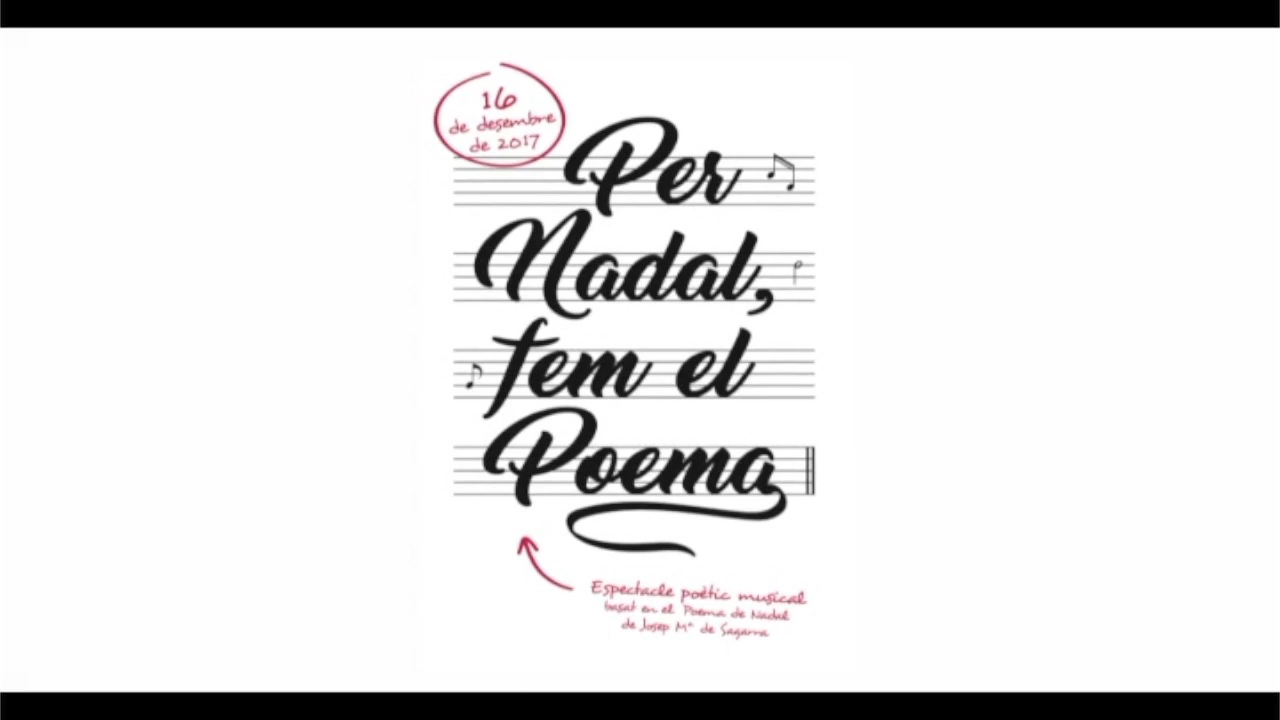 16
de desembre
de 2017
Per
Nadal,
fem el
Poema
Espectacle poètic musical
basat en el Poema de Nadal
de Josep Mª de Sagarra